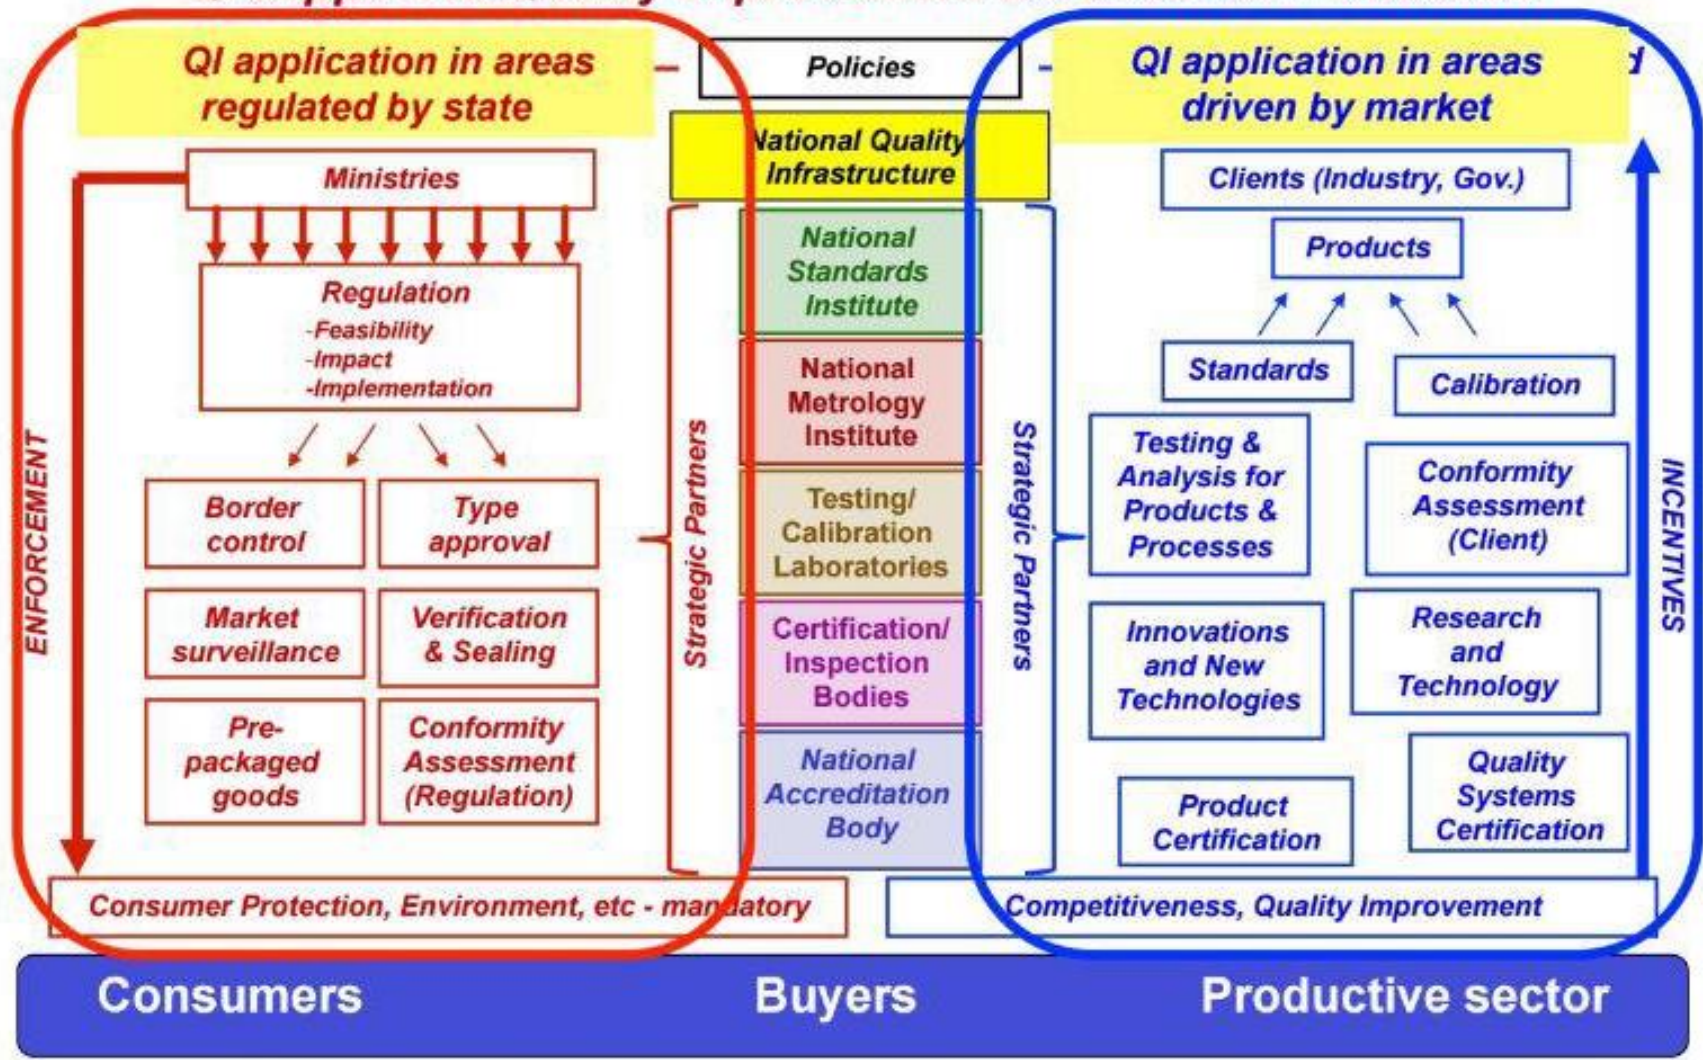 QI application in areas
regulated by state
Policies
QI application in areas
driven by market
National Quality
Infrastructure
Ministries
Regulation
-Feasibility
-Impact
-Implementation
Border
control
Type
approval
Market
surveillance
Verification
& Sealing
Pre-
packaged
goods
Conformity
Assessment
(Regulation)
ENFORCEMENT
Strategic Partners
National
Standards
Institute
National
Metrology
Institute
Testing/
Calibration
Laboratories
Certification/
Inspection
Bodies
National
Accreditation
Body
Strategic Partners
Clients (Industry, Gov.)
Products
Standards
Calibration
Testing &
Analysis for
Products &
Processes
Conformity
Assessment
(Client)
Innovations
and New
Technologies
Research
and
Technology
Product
Certification
Quality
Systems
Certification
INCENTIVES
Consumer Protection, Environment, etc - mandatory
Competitiveness, Quality Improvement
Consumers
Buyers
Productive sector